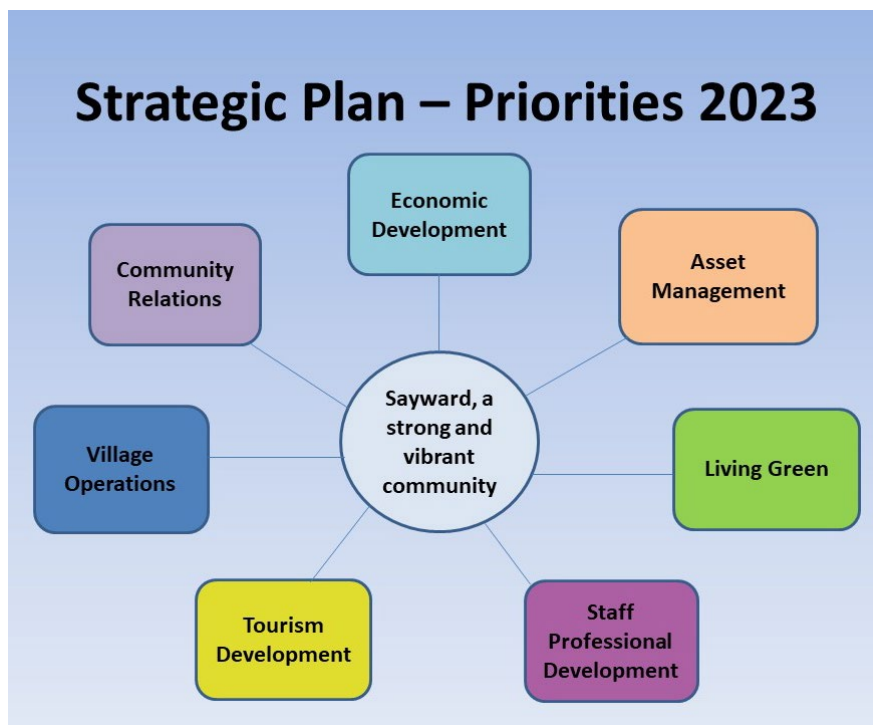 Strategic Plan – Priorities 2023
Economic
Development
Community
Relations
Asset
Management
Sayward, a
strong and
vibrant
community
Village
Operations
Living Green
Tourism
Development
Staff
Professional
Development